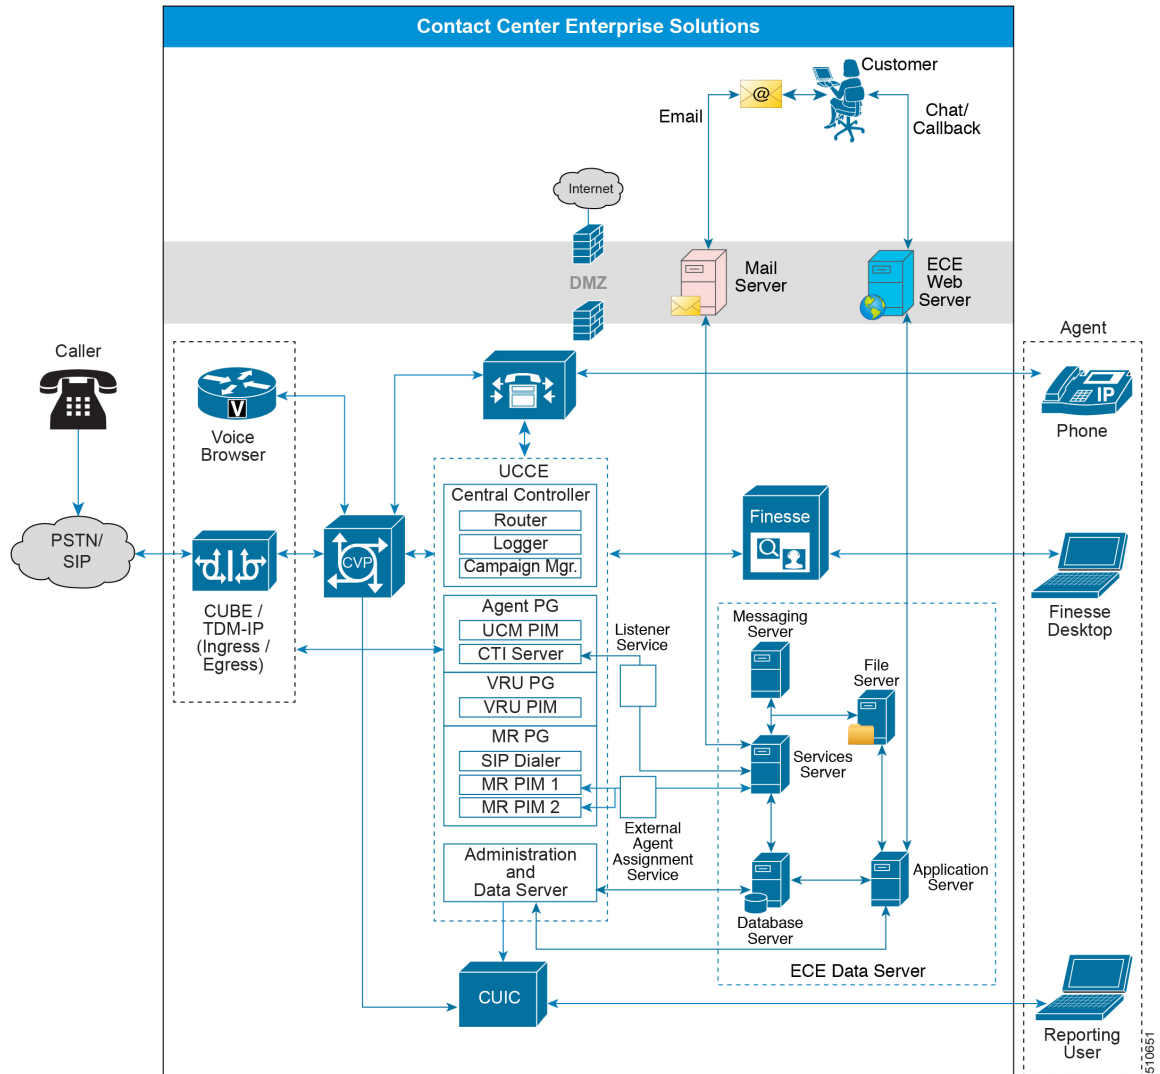 Contact Center Enterprise Solutions
Customer
@
Email
Chat/
Callback
Internet
DMZ
Mail
Server
ECE
Web
Server
Agent
Caller
V
Voice
Browser
IP
Phone
UCCE
Central Controller
Router
Logger
Campaign Mgr.
Finesse
PSTN/
SIP
CVP
CUBE /
TDM-IP
(Ingress /
Egress)
Finesse
Desktop
Agent PG
UCM PIM
CTI Server
Listener
Service
Messaging
Server
File
Server
VRU PG
VRU PIM
MR PG
SIP Dialer
MR PIM 1
MR PIM 2
Services
Server
External
Agent
Assignment
Service
Administration
and
Data Server
Application
Server
Database
Server
ECE Data Server
CUIC
Reporting
User
510651